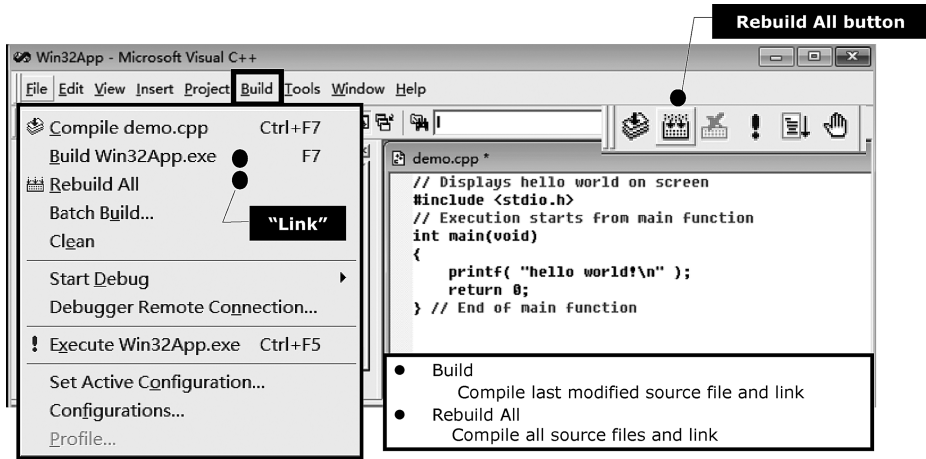 Rebuild All button
Win32App - Microsoft Visual C++
File Edit View Insert Project Build Tools Window Help
Compile demo.cpp Ctrl+F7
Build Win32App.exe F7
Rebuild All
Batch Build...
Clean
Start Debug
Debugger Remote Connection...
Execute Win32App.exe Ctrl+F5
Set Active Configuration...
Configurations...
Profile...
“Link”
demo.cpp *
// Displays hello world on screen
#include <stdio.h>
// Execution starts from main function
int main(void)
{
printf( "hello world!\n" );
return 0;
} // End of main function
● Build
Compile last modified source file and link
● Rebuild All
Compile all source files and link